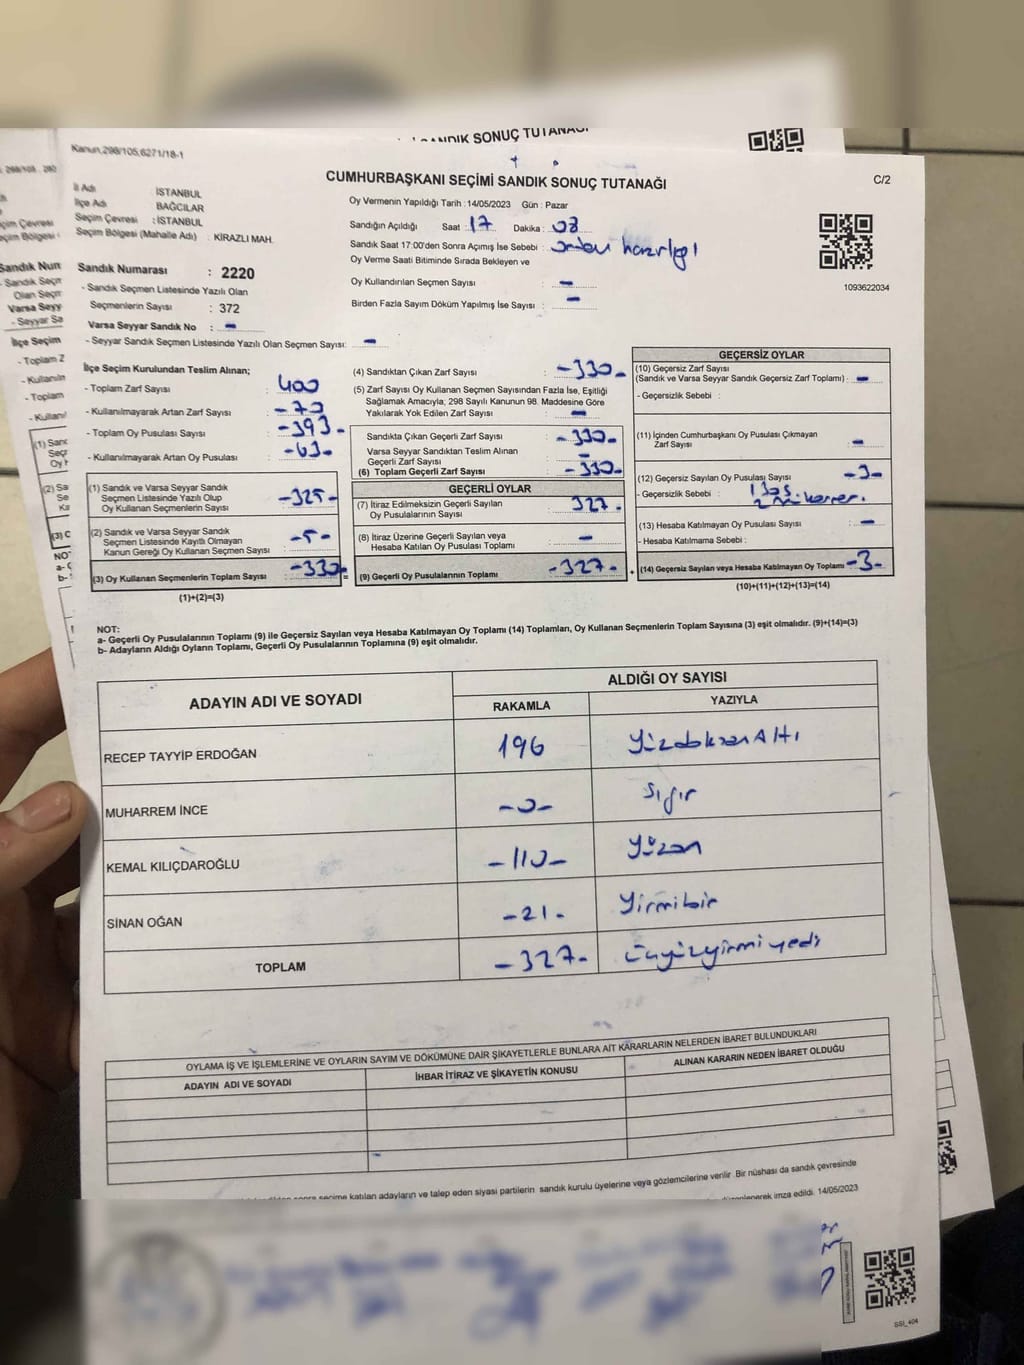 SANDIK SONUÇ TUTANAĞI
Kanun,298/105,6271/18-1
CUMHURBAŞKANI SEÇİMİ SANDIK SONUÇ TUTANAĞI
C/2
İl Adı İSTANBUL
İlçe Adı BAĞCILAR
Seçim Çevresi : İSTANBUL
Seçim Bölgesi (Mahalle Adı) : KİRAZLI MAH.
Oy Vermenin Yapıldığı Tarih : 14/05/2023 Gün : Pazar
Sandığın Açıldığı Saat : 17 Dakika : 03
Sandık Saat 17:00'den Sonra Açımış İse Sebebi : hazırlığı
Oy Verme Saati Bitiminde Sırada Bekleyen ve
Oy Kullandırılan Seçmen Sayısı : -
Birden Fazla Sayım Döküm Yapılmış İse Sayısı : -
1093622034
Sandık Numarası : 2220
- Sandık Seçmen Listesinde Yazılı Olan
Seçmenlerin Sayısı : 372
Varsa Seyyar Sandık No : -
- Seyyar Sandık Seçmen Listesinde Yazılı Olan Seçmen Sayısı: -
İlçe Seçim Kurulundan Teslim Alınan;
- Toplam Zarf Sayısı : 400
- Kullanılmayarak Artan Zarf Sayısı : -70
- Toplam Oy Pusulası Sayısı : -393-
- Kullanılmayarak Artan Oy Pusulası : -63-
(1) Sandık ve Varsa Seyyar Sandık
Seçmen Listesinde Yazılı Olup
Oy Kullanan Seçmenlerin Sayısı : -325-
(2) Sandık ve Varsa Seyyar Sandık
Seçmen Listesinde Kayıtlı Olmayan
Kanun Gereği Oy Kullanan Seçmen Sayısı : -5-
(3) Oy Kullanan Seçmenlerin Toplam Sayısı : -330-
(1)+(2)=(3)
(4) Sandıktan Çıkan Zarf Sayısı : -330-
(5) Zarf Sayısı Oy Kullanan Seçmen Sayısından Fazla İse, Eşitliği
Sağlamak Amacıyla; 298 Sayılı Kanunun 98. Maddesine Göre
Yakılarak Yok Edilen Zarf Sayısı : -
Sandıkta Çıkan Geçerli Zarf Sayısı : -330-
Varsa Seyyar Sandıktan Teslim Alınan
Geçerli Zarf Sayısı : -
(6) Toplam Geçerli Zarf Sayısı : -330-
GEÇERLİ OYLAR
(7) İtiraz Edilmeksizin Geçerli Sayılan
Oy Pusulalarının Sayısı : 327-
(8) İtiraz Üzerine Geçerli Sayılan veya
Hesaba Katılan Oy Pusulası Toplamı : -
(9) Geçerli Oy Pusulalarının Toplamı : -327-
GEÇERSİZ OYLAR
(10) Geçersiz Zarf Sayısı
(Sandık ve Varsa Seyyar Sandık Geçersiz Zarf Toplamı) : -
- Geçersizlik Sebebi :
(11) İçinden Cumhurbaşkanı Oy Pusulası Çıkmayan
Zarf Sayısı : -
(12) Geçersiz Sayılan Oy Pusulası Sayısı : -3-
- Geçersizlik Sebebi :
(13) Hesaba Katılmayan Oy Pusulası Sayısı : -
- Hesaba Katılmama Sebebi :
(14) Geçersiz Sayılan veya Hesaba Katılmayan Oy Toplamı : -3-
(10)+(11)+(12)+(13)=(14)
NOT:
a- Geçerli Oy Pusulalarının Toplamı (9) ile Geçersiz Sayılan veya Hesaba Katılmayan Oy Toplamı (14) Toplamları, Oy Kullanan Seçmenlerin Toplam Sayısına (3) eşit olmalıdır. (9)+(14)=(3)
b- Adayların Aldığı Oyların Toplamı, Geçerli Oy Pusulalarının Toplamına (9) eşit olmalıdır.
ADAYIN ADI VE SOYADI
ALDIĞI OY SAYISI
RAKAMLA YAZIYLA
RECEP TAYYİP ERDOĞAN 196 YüzdoksanAltı
MUHARREM İNCE -0- Sıfır
KEMAL KILIÇDAROĞLU -110- Yüzon
SİNAN OĞAN -21- Yirmibir
TOPLAM -327- Üçyüzyirmiyedi
OYLAMA İŞ VE İŞLEMLERİNE VE OYLARIN SAYIM VE DÖKÜMÜNE DAİR ŞİKAYETLERLE BUNLARA AİT KARARLARIN NELERDEN İBARET BULUNDUKLARI
ADAYIN ADI VE SOYADI İHBAR İTİRAZ VE ŞİKAYETİN KONUSU ALINAN KARARIN NEDEN İBARET OLDUĞU
sonra seçime katılan adayların ve talep eden siyasi partilerin sandık kurulu üyelerine veya gözlemcilerine verilir. Bir nüshası da sandık çevresinde
düzenlenerek imza edildi. 14/05/2023
SSI_404